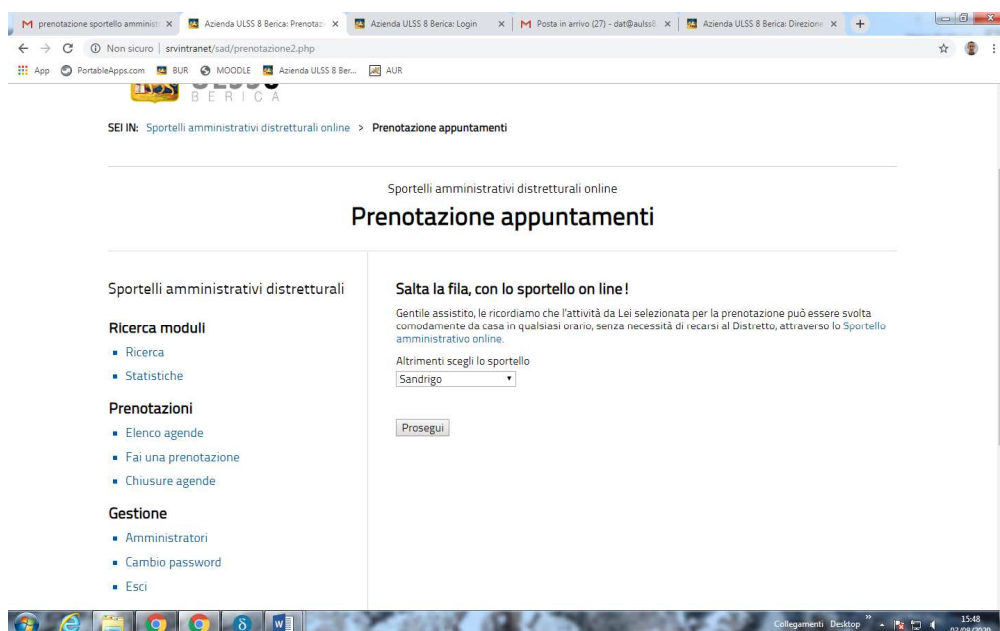 prenotazione sportello amminist
Azienda ULSS 8 Berica: Prenotaz
Azienda ULSS 8 Berica: Login
Posta in arrivo (27) - dat@aulss8
Azienda ULSS 8 Berica: Direzione
Non sicuro | srvintranet/sad/prenotazione2.php
App PortableApps.com BUR MOODLE Azienda ULSS 8 Ber... AUR
BERICA
SEI IN: Sportelli amministrativi distretturali online > Prenotazione appuntamenti
Sportelli amministrativi distretturali online
Prenotazione appuntamenti
Sportelli amministrativi distretturali
Ricerca moduli
Ricerca
Statistiche
Prenotazioni
Elenco agende
Fai una prenotazione
Chiusure agende
Gestione
Amministratori
Cambio password
Esci
Salta la fila, con lo sportello on line!
Gentile assistito, le ricordiamo che l'attività da Lei selezionata per la prenotazione può essere svolta
comodamente da casa in qualsiasi orario, senza necessità di recarsi al Distretto, attraverso lo Sportello
amministrativo online.
Altrimenti scegli lo sportello
Sandrigo
Prosegui
Collegamenti Desktop »
15:48